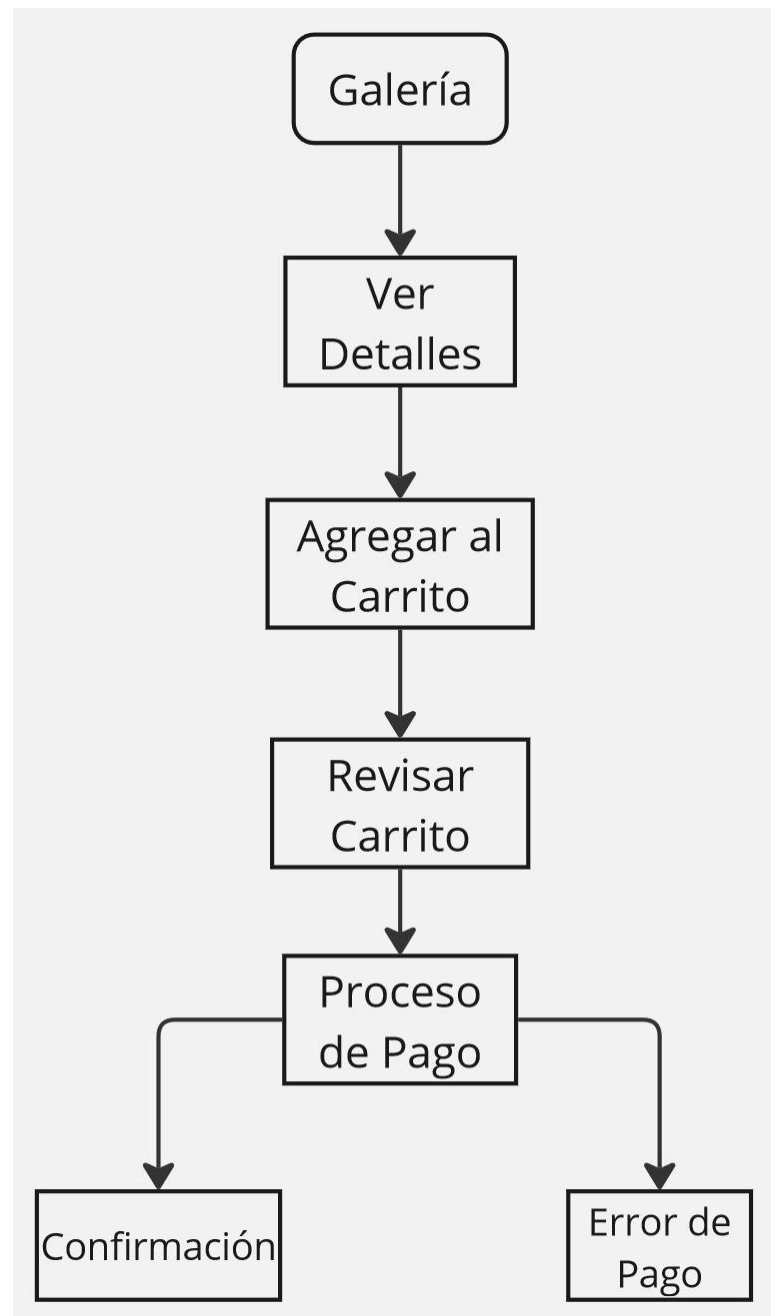 Galería
Ver
Detalles
Agregar al
Carrito
Revisar
Carrito
Proceso
de Pago
Confirmación
Error de
Pago